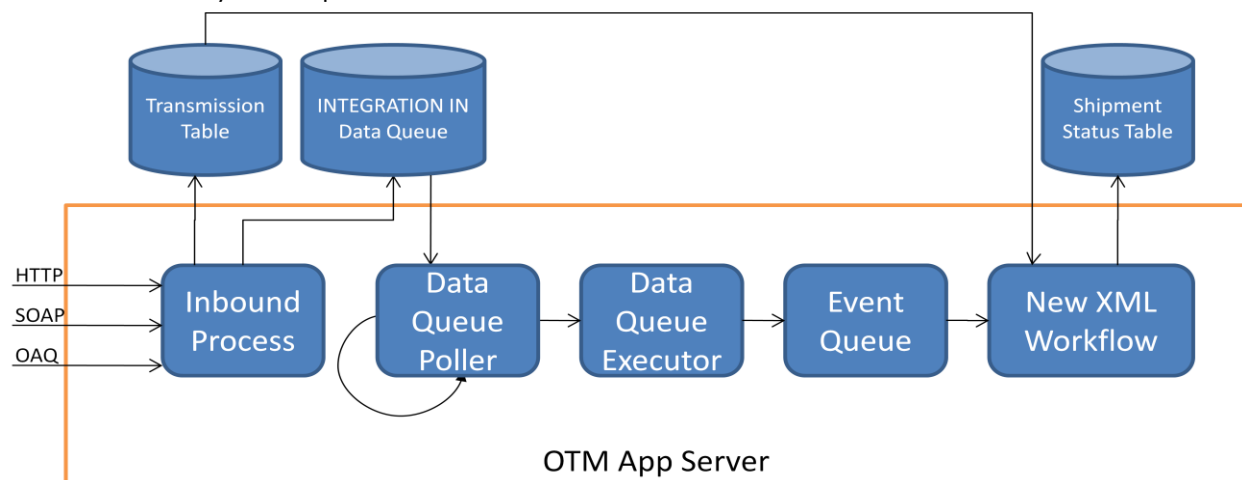 Transmission
Table
INTEGRATION IN
Data Queue
Shipment
Status Table
HTTP
SOAP
OAQ
Inbound
Process
Data
Queue
Poller
Data
Queue
Executor
Event
Queue
New XML
Workflow
OTM App Server